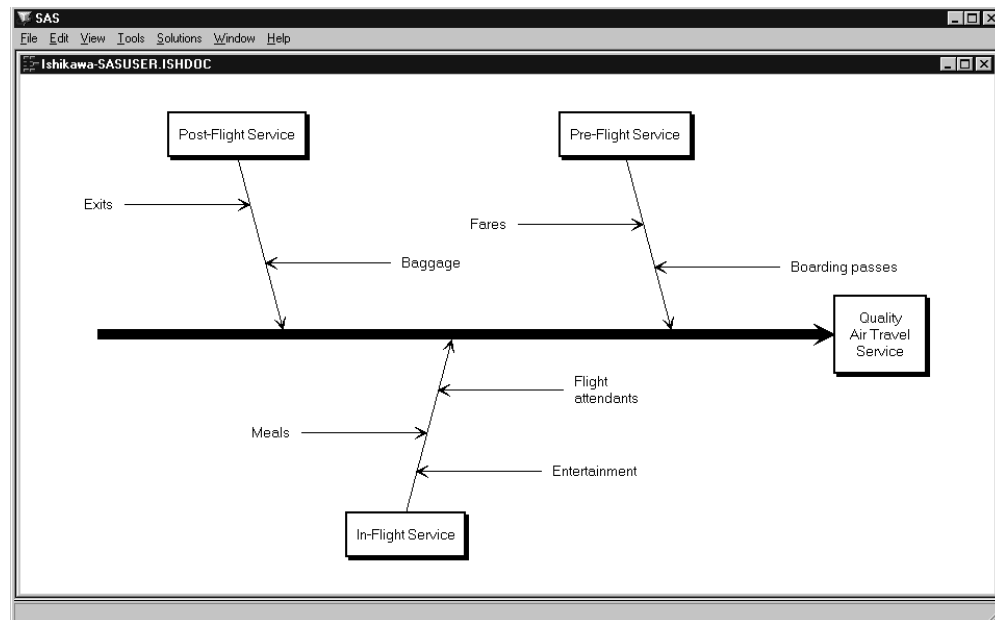 SAS
File Edit View Tools Solutions Window Help
Ishikawa-SASUSER.ISHDOC
Post-Flight Service
Pre-Flight Service
Exits
Fares
Baggage
Boarding passes
Quality
Air Travel
Service
Flight
attendants
Meals
Entertainment
In-Flight Service